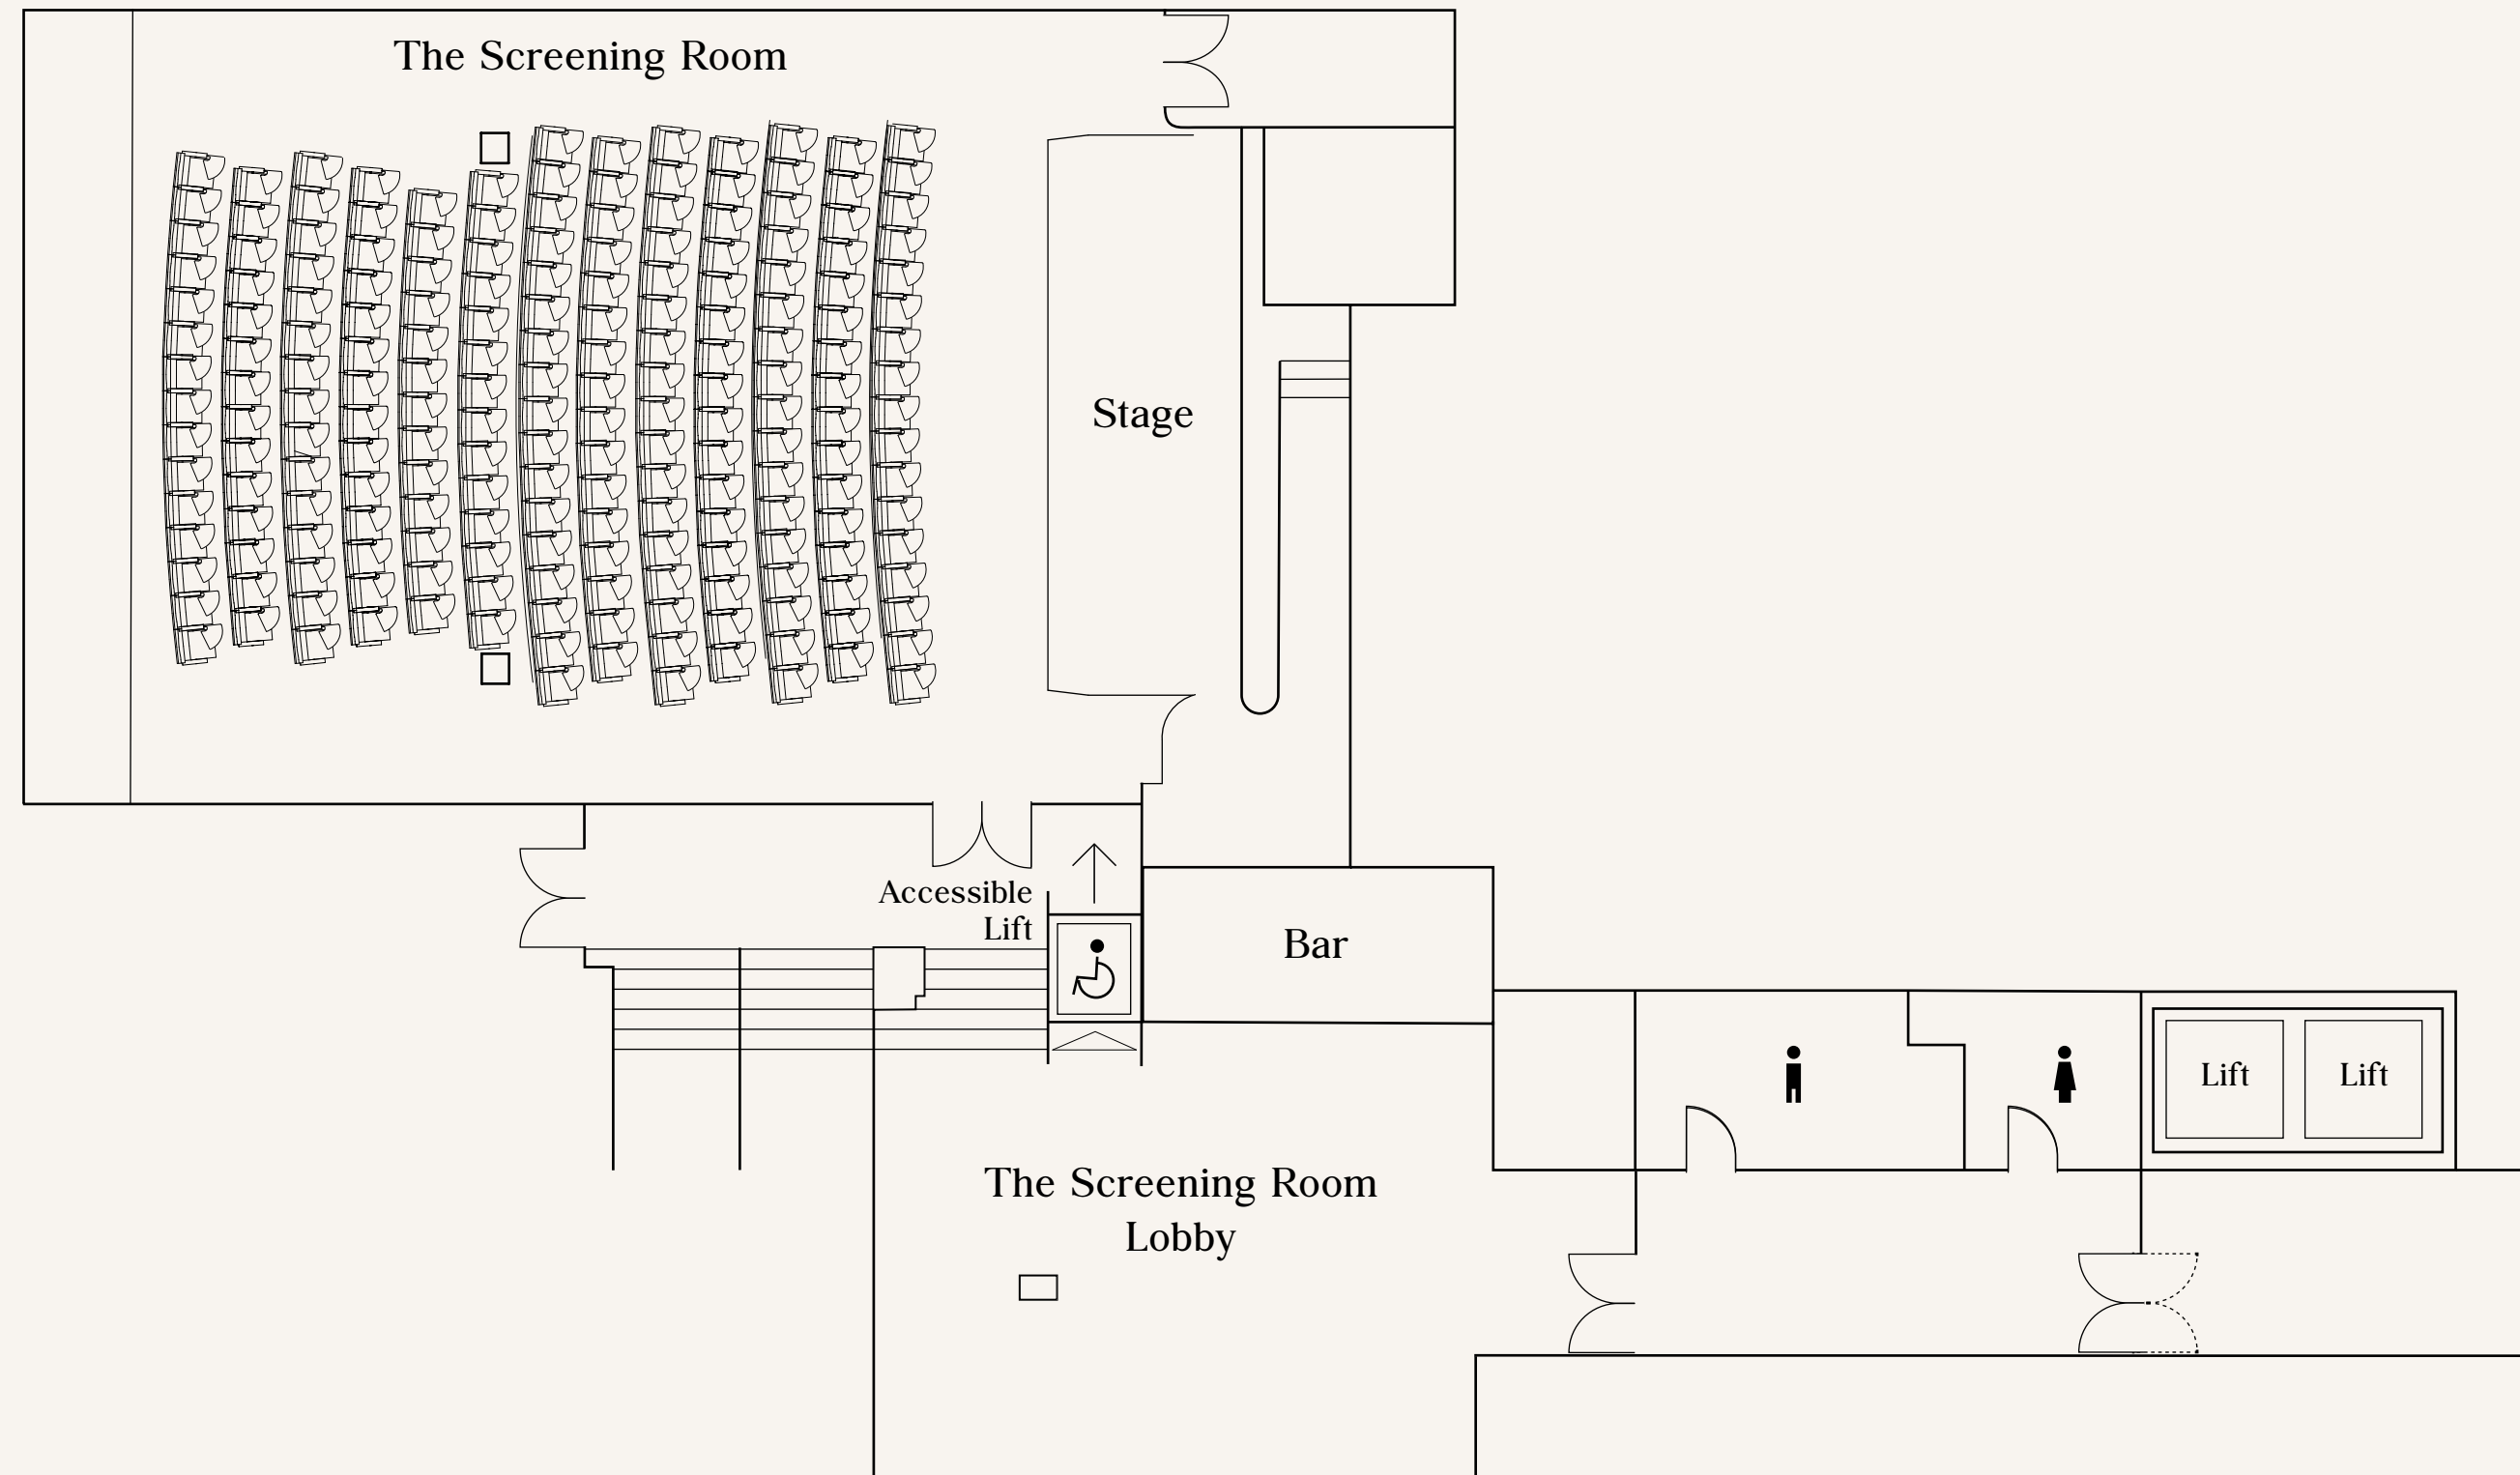 The Screening Room
Stage
Accessible
Lift
Bar
Lift
Lift
The Screening Room
Lobby